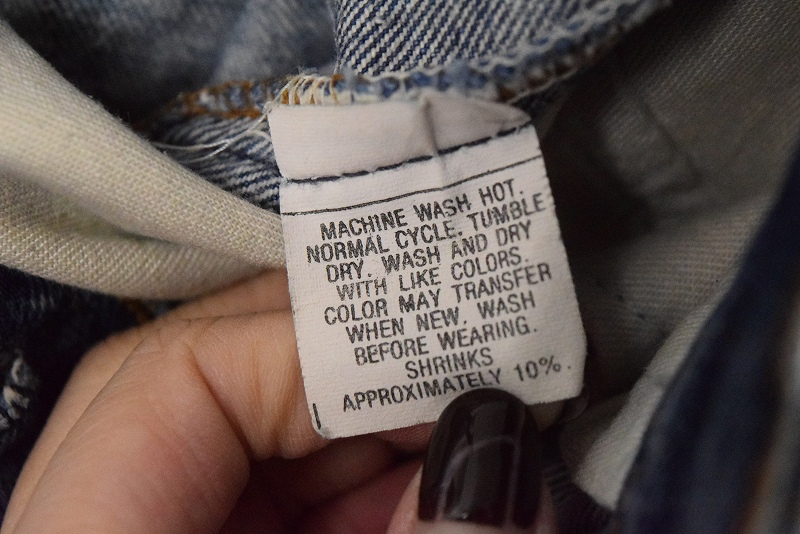 MACHINE WASH HOT.
NORMAL CYCLE. TUMBLE
DRY. WASH AND DRY
WITH LIKE COLORS.
COLOR MAY TRANSFER
WHEN NEW. WASH
BEFORE WEARING.
SHRINKS
APPROXIMATELY 10%.